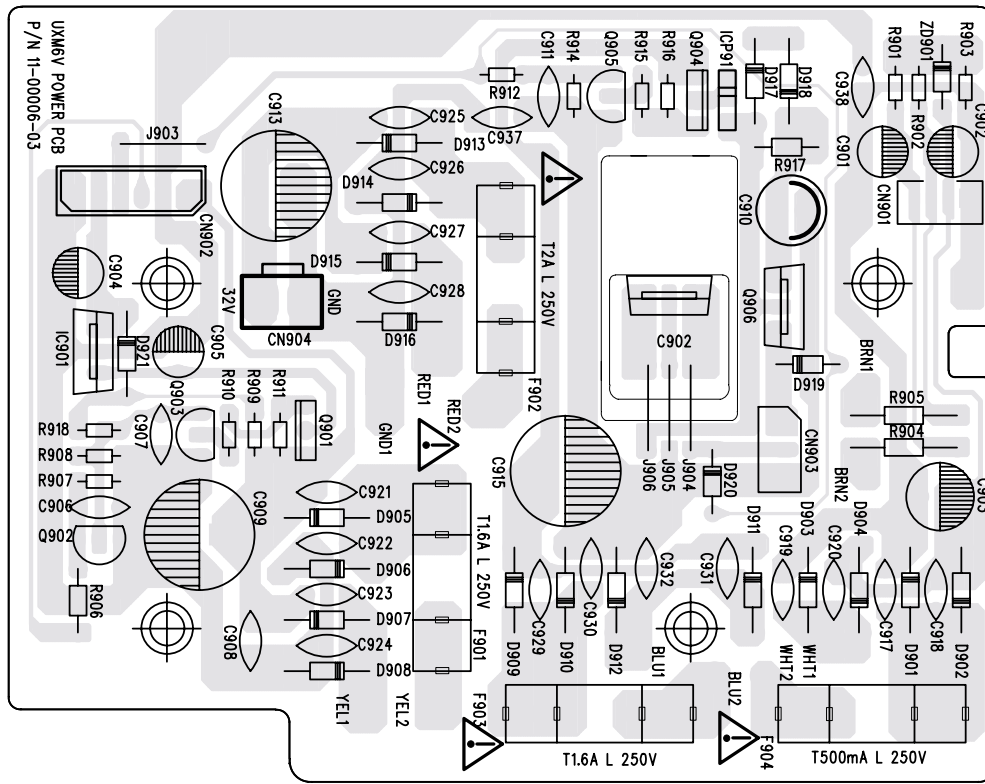 UXM6V POWER PCB
P/N 11-00006-03
J903
C913
C925
D913
C926
D914
C927
D915
C928
D916
C937
R912
C911
R914
Q905
R915
R916
Q904
ICP91
D917
D918
C938
R901
R902
ZD901
R903
C902
C901
CN901
R917
C910
CN902
C904
IC901
D921
C905
32V
GND
CN904
T2A L 250V
F902
C902
Q906
D919
BRN1
R905
R904
CN903
BRN2
C903
Q903
C907
R910
R909
R911
Q901
RED1
RED2
GND1
R918
R908
R907
C906
Q902
R906
C909
C908
C921
D905
C922
D906
C923
D907
C924
D908
YEL1
YEL2
T1.6A L 250V
F901
C915
J906
J905
J904
D920
D911
C919
D903
C920
D904
C917
D901
C918
D902
C931
C932
D909
C929
D910
C930
D912
BLU1
BLU2
WHT2
WHT1
F903
T1.6A L 250V
F904
T500mA L 250V